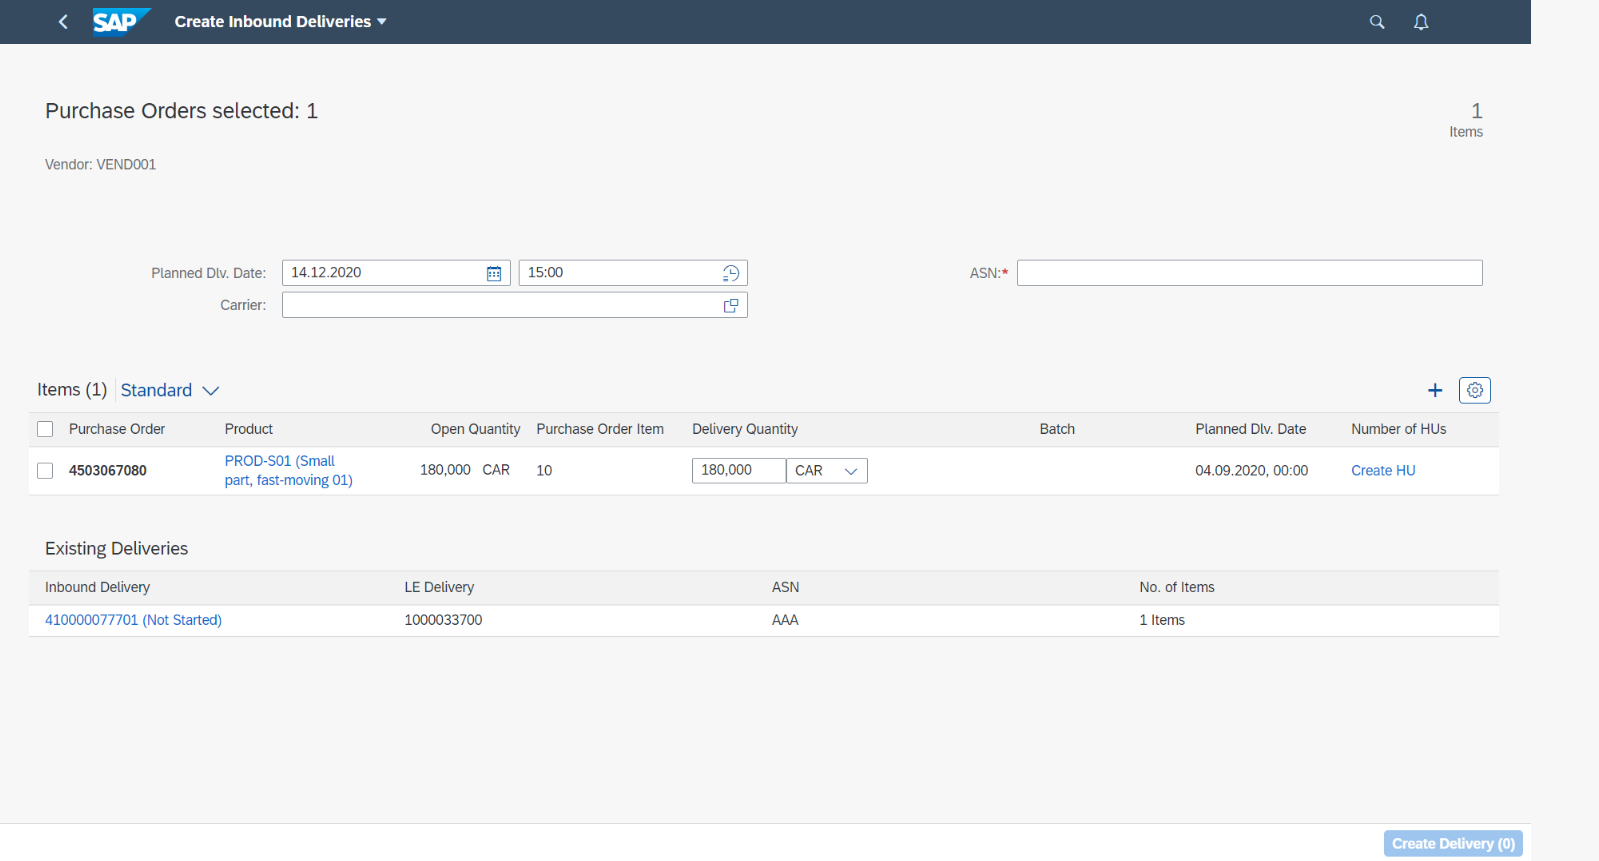 SAP Create Inbound Deliveries
Purchase Orders selected: 1
1
Items
Vendor: VEND001
Planned Dlv. Date: 14.12.2020 15:00 ASN:*
Carrier:
Items (1) Standard
Purchase Order Product Open Quantity Purchase Order Item Delivery Quantity Batch Planned Dlv. Date Number of HUs
4503067080 PROD-S01 (Small part, fast-moving 01) 180,000 CAR 10 180,000 CAR 04.09.2020, 00:00 Create HU
Existing Deliveries
Inbound Delivery LE Delivery ASN No. of Items
410000077701 (Not Started) 1000033700 AAA 1 Items
Create Delivery (0)